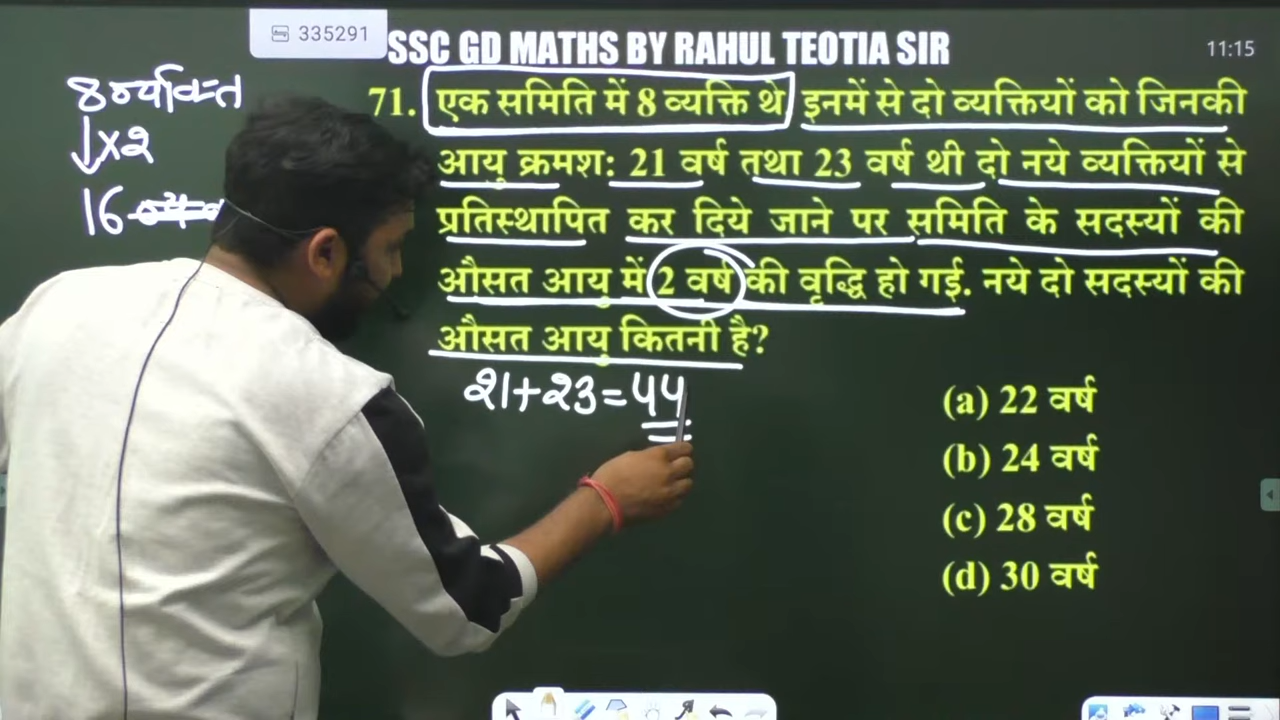 335291
SSC GD MATHS BY RAHUL TEOTIA SIR
11:15
8 व्यक्ति
×2
16
71. एक समिति में 8 व्यक्ति थे इनमें से दो व्यक्तियों को जिनकी
आयु क्रमश: 21 वर्ष तथा 23 वर्ष थी दो नये व्यक्तियों से
प्रतिस्थापित कर दिये जाने पर समिति के सदस्यों की
औसत आयु में 2 वर्ष की वृद्धि हो गई. नये दो सदस्यों की
औसत आयु कितनी है?
21+23=44
(a) 22 वर्ष
(b) 24 वर्ष
(c) 28 वर्ष
(d) 30 वर्ष